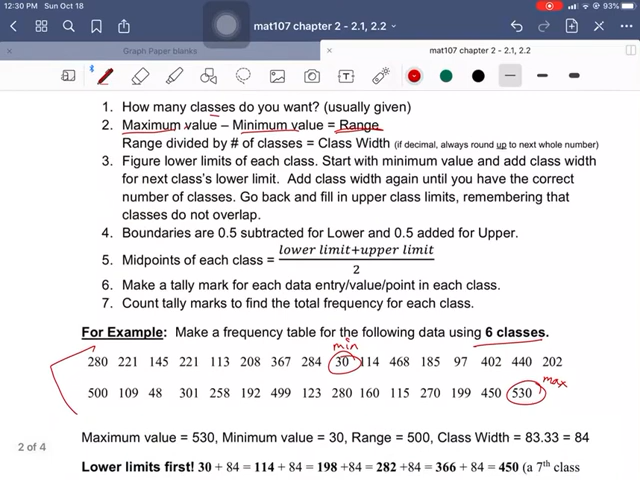 12:30 PM Sun Oct 18
93%
mat107 chapter 2 - 2.1, 2.2
Graph Paper blanks
mat107 chapter 2 - 2.1, 2.2
1. How many classes do you want? (usually given)
2. Maximum value – Minimum value = Range
Range divided by # of classes = Class Width (if decimal, always round up to next whole number)
3. Figure lower limits of each class. Start with minimum value and add class width
for next class's lower limit. Add class width again until you have the correct
number of classes. Go back and fill in upper class limits, remembering that
classes do not overlap.
4. Boundaries are 0.5 subtracted for Lower and 0.5 added for Upper.
5. Midpoints of each class = lower limit+upper limit / 2
6. Make a tally mark for each data entry/value/point in each class.
7. Count tally marks to find the total frequency for each class.
For Example: Make a frequency table for the following data using 6 classes.
min
280 221 145 221 113 208 367 284 30 114 468 185 97 402 440 202
max
500 109 48 301 258 192 499 123 280 160 115 270 199 450 530
2 of 4
Maximum value = 530, Minimum value = 30, Range = 500, Class Width = 83.33 = 84
Lower limits first! 30 + 84 = 114 + 84 = 198 +84 = 282 +84 = 366 + 84 = 450 (a 7th class